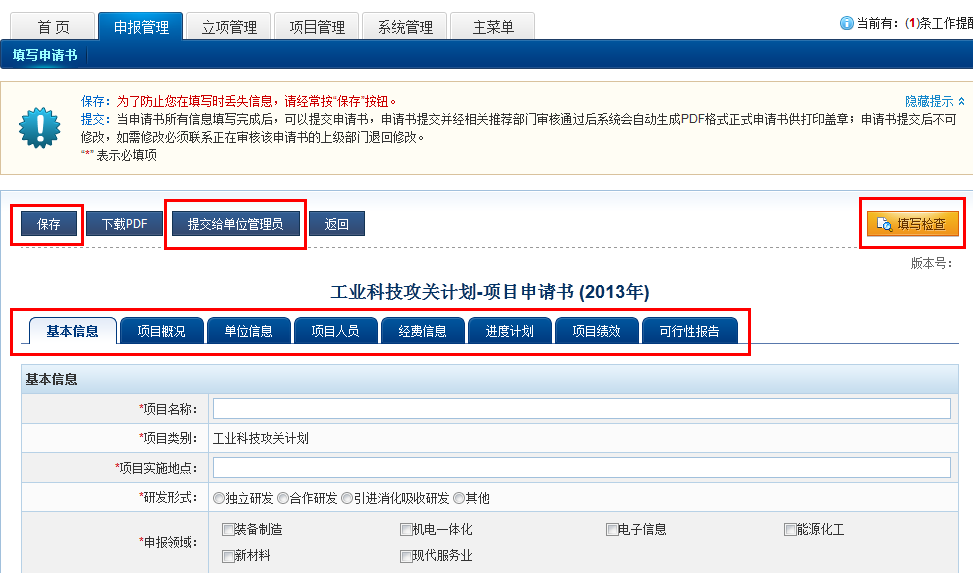 首 页 申报管理 立项管理 项目管理 系统管理 主菜单 当前有：(1)条工作提醒
填写申请书
保存：为了防止您在填写时丢失信息，请经常按“保存”按钮。 隐藏提示
提交：当申请书所有信息填写完成后，可以提交申请书，申请书提交并经相关推荐部门审核通过后系统会自动生成PDF格式正式申请书供打印盖章；申请书提交后不可
修改，如需修改必须联系正在审核该申请书的上级部门退回修改。
“*” 表示必填项
保存 下载PDF 提交给单位管理员 返回 填写检查
版本号：
工业科技攻关计划-项目申请书 (2013年)
基本信息 项目概况 单位信息 项目人员 经费信息 进度计划 项目绩效 可行性报告
基本信息
*项目名称：
*项目类别： 工业科技攻关计划
*项目实施地点：
*研发形式： 独立研发 合作研发 引进消化吸收研发 其他
*申报领域： 装备制造 机电一体化 电子信息 能源化工
新材料 现代服务业